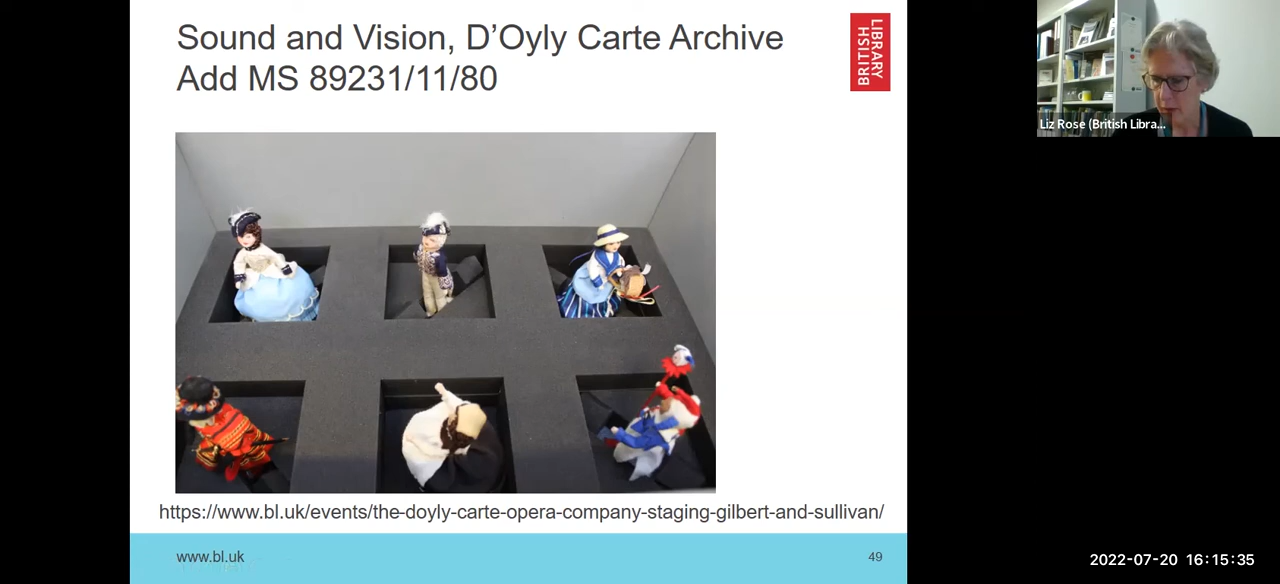 Sound and Vision, D'Oyly Carte Archive
Add MS 89231/11/80
BRITISH
LIBRARY
Liz Rose (British Libra...
https://www.bl.uk/events/the-doyly-carte-opera-company-staging-gilbert-and-sullivan/
www.bl.uk
49
2022-07-20 16:15:35